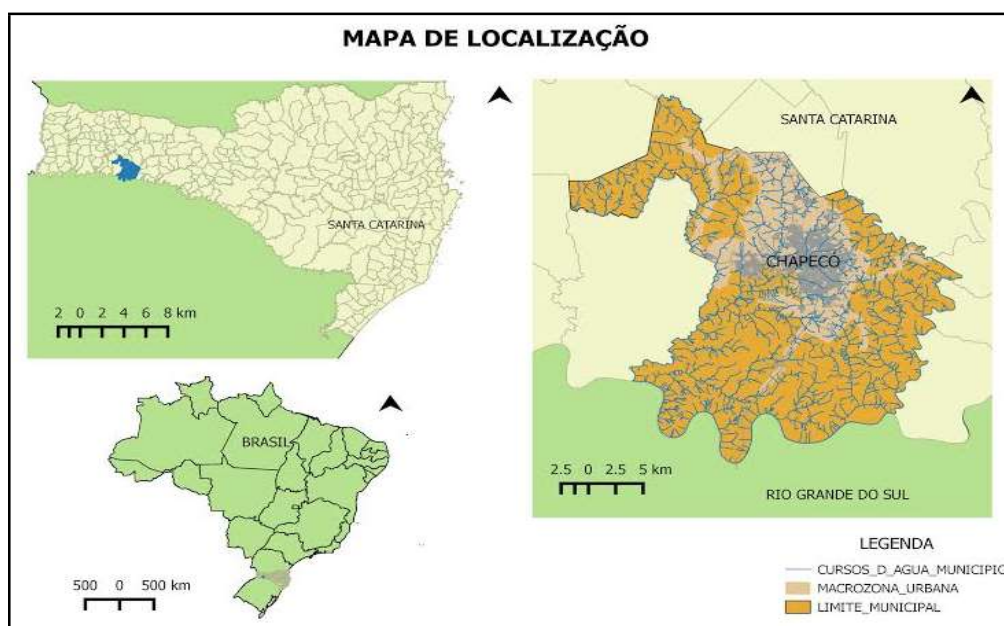 MAPA DE LOCALIZAÇÃO
SANTA CATARINA
2 0 2 4 6 8 km
BRASIL
500 0 500 km
SANTA CATARINA
CHAPECÓ
2.5 0 2.5 5 km
RIO GRANDE DO SUL
LEGENDA
CURSOS_D_AGUA_MUNICIPIO
MACROZONA_URBANA
LIMITE_MUNICIPAL